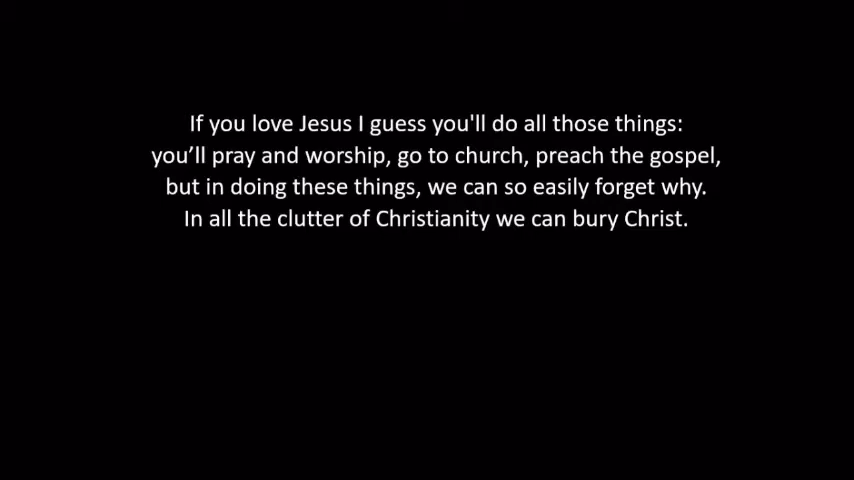 If you love Jesus I guess you'll do all those things:
you’ll pray and worship, go to church, preach the gospel,
but in doing these things, we can so easily forget why.
In all the clutter of Christianity we can bury Christ.